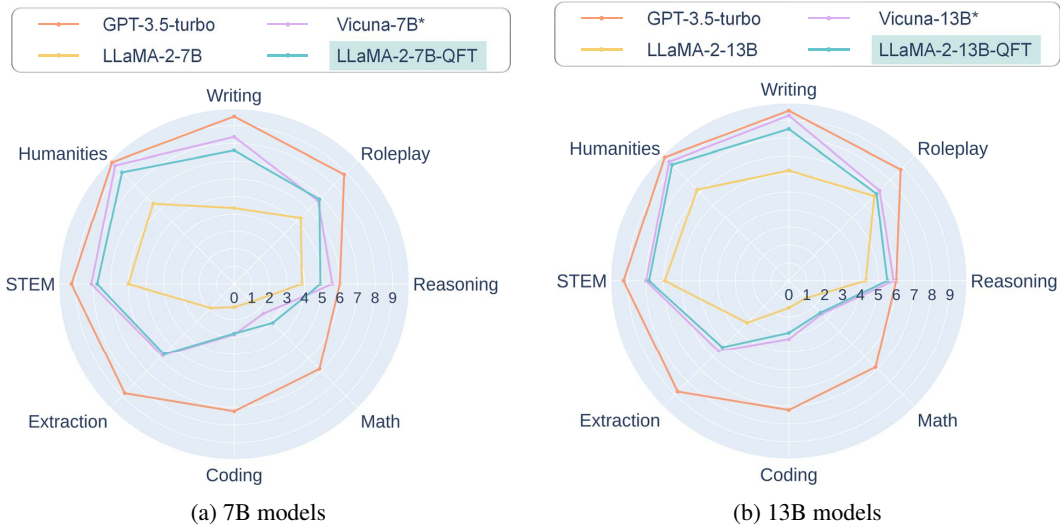 GPT-3.5-turbo
Vicuna-7B*
LLaMA-2-7B
LLaMA-2-7B-QFT
Writing
Humanities
Roleplay
STEM
0 1 2 3 4 5 6 7 8 9
Reasoning
Extraction
Math
Coding
(a) 7B models
GPT-3.5-turbo
Vicuna-13B*
LLaMA-2-13B
LLaMA-2-13B-QFT
Writing
Humanities
Roleplay
STEM
0 1 2 3 4 5 6 7 8 9
Reasoning
Extraction
Math
Coding
(b) 13B models